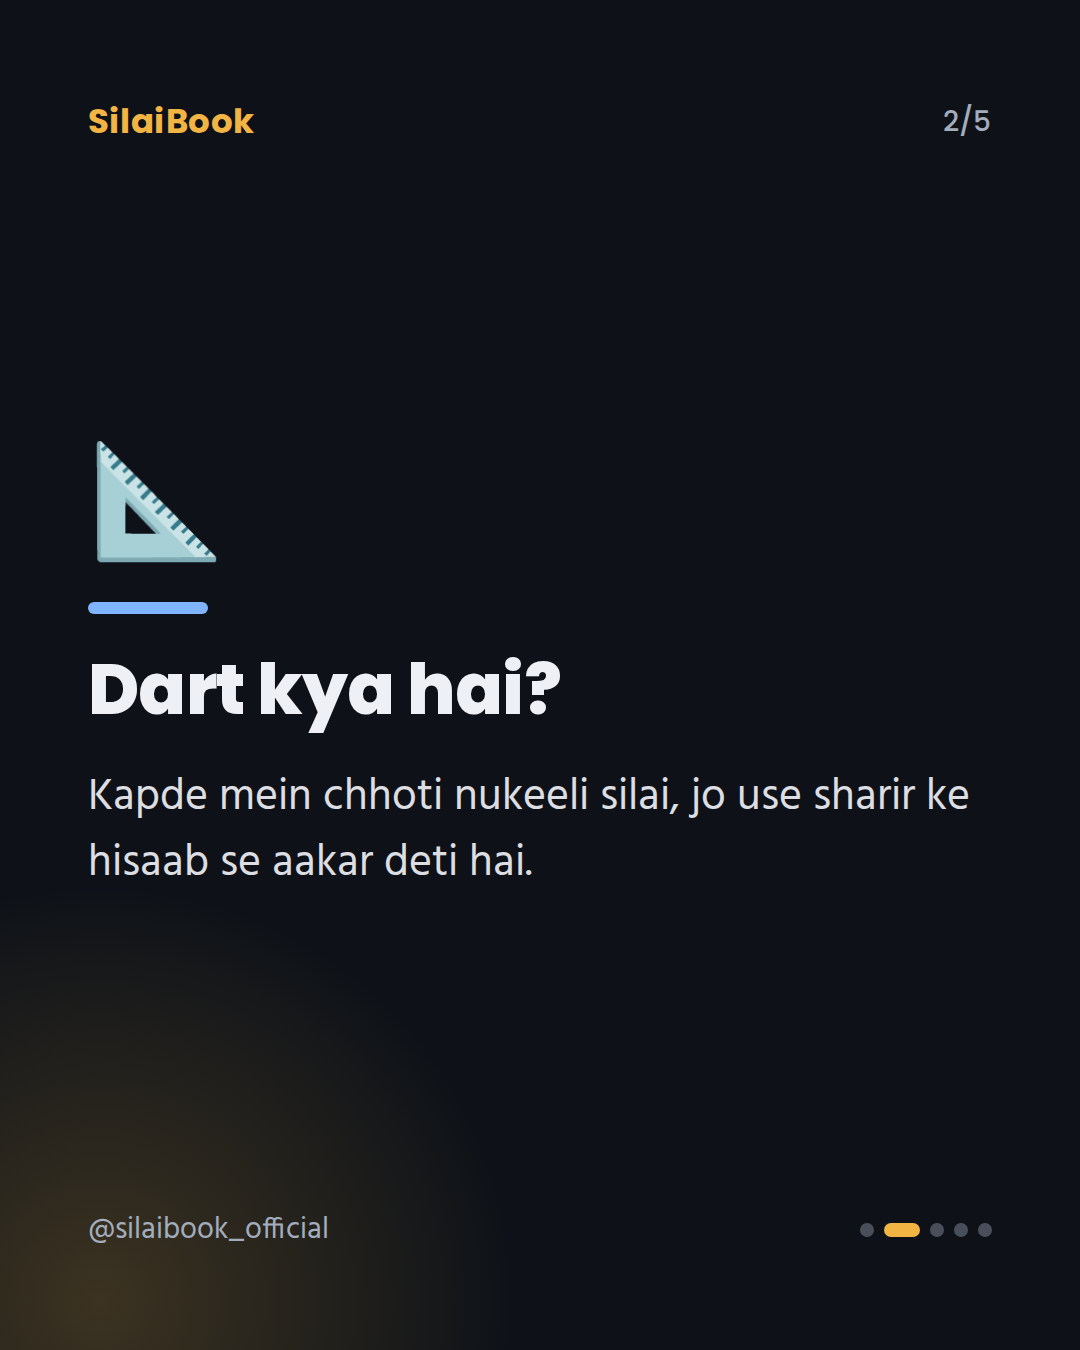 SilaiBook
2/5
Dart kya hai?
Kapde mein chhoti nukeeli silai, jo use sharir ke
hisaab se aakar deti hai.
@silaibook_official